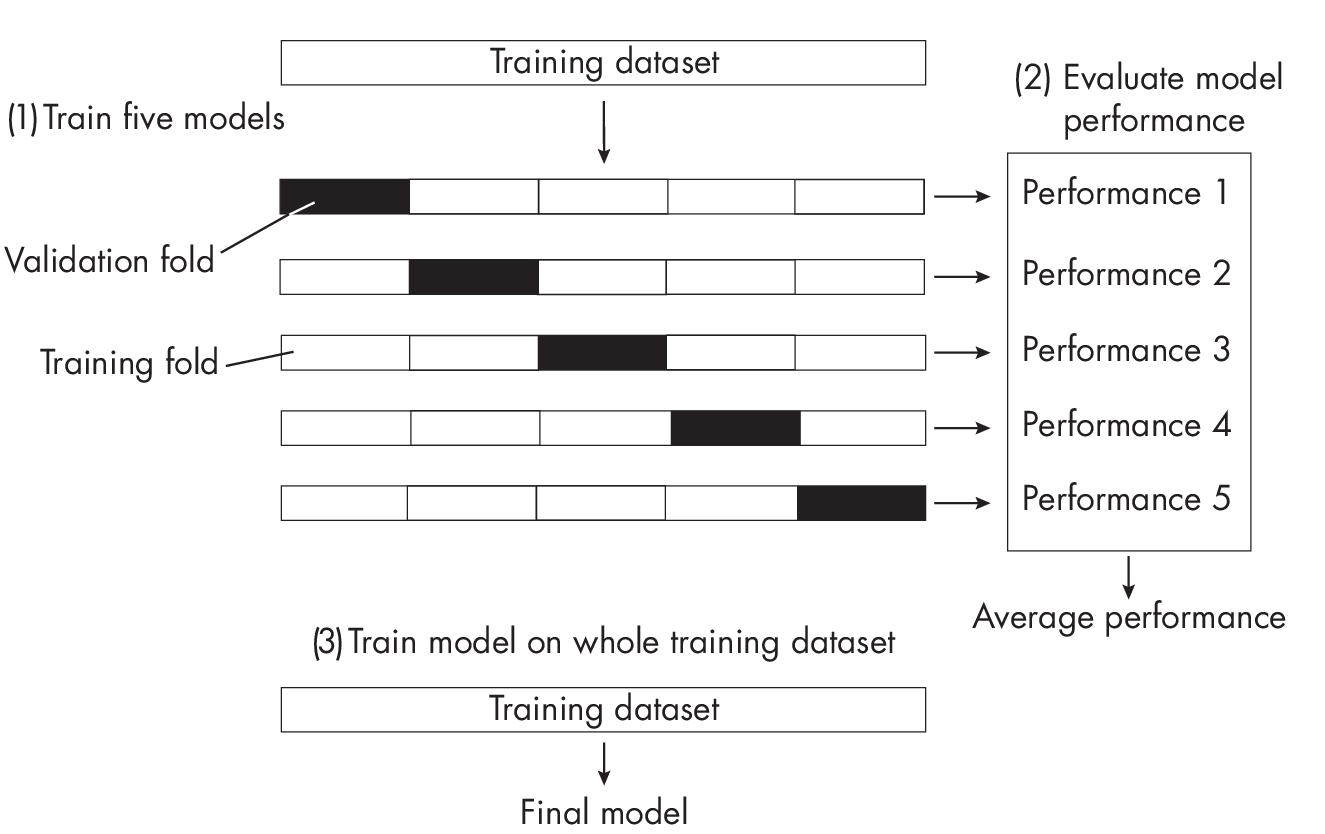 Training dataset
(1) Train five models
(2) Evaluate model
performance
Validation fold
Training fold
Performance 1
Performance 2
Performance 3
Performance 4
Performance 5
Average performance
(3) Train model on whole training dataset
Training dataset
Final model